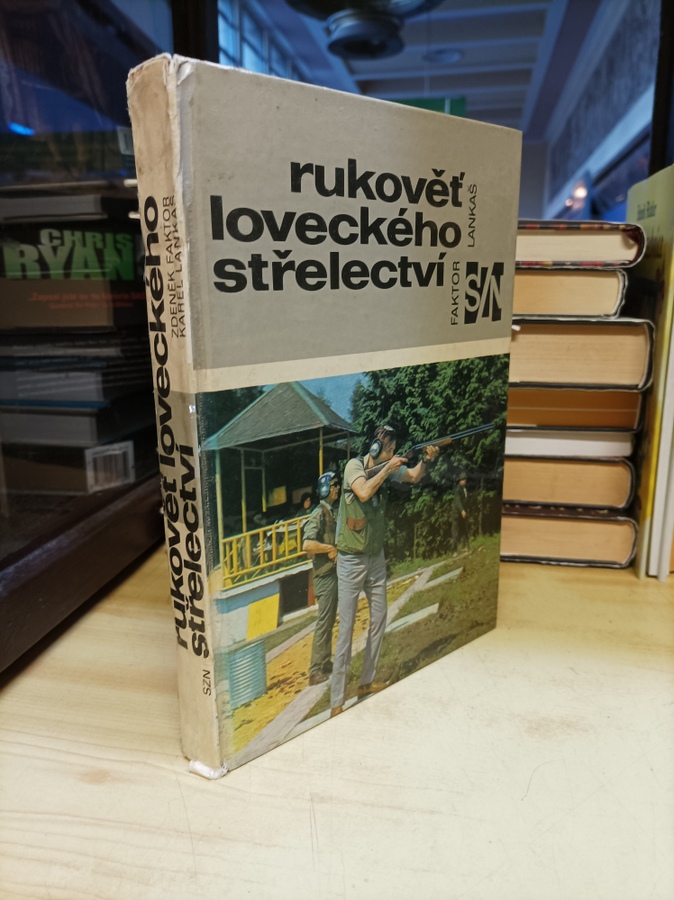 rukověť
loveckého
střelectví
FAKTOR
LANKAŠ
SZN
rukověť loveckého
střelectví
ZDENĚK FAKTOR
KAREL LANKAŠ
SZN
CHRIS
RYAN